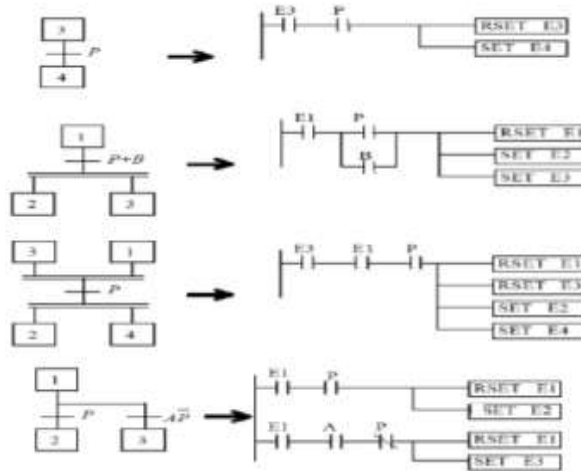 3
P
4
E3 P
RSET E3
SET E4
1
P+B
2 3
E1 P
B
RSET E1
SET E2
SET E3
3 1
P
2 4
E3 E1 P
RSET E1
RSET E3
SET E2
SET E4
1
P AP̅
2 3
E1 P
RSET E1
SET E2
E1 A P
RSET E1
SET E3